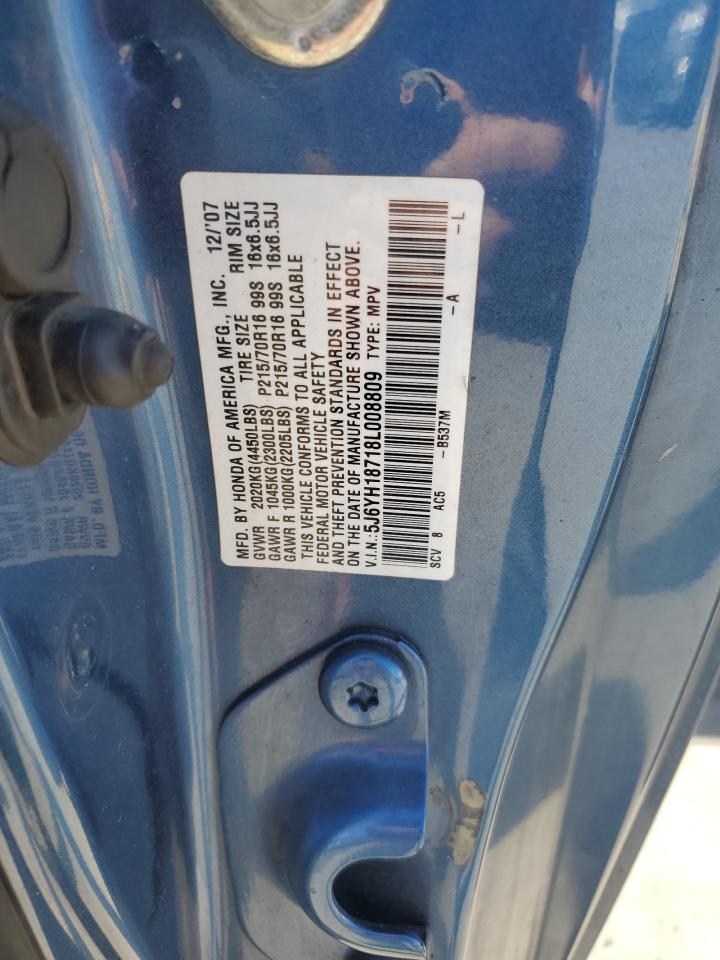 MFD. BY HONDA OF AMERICA MFG., INC. 12/'07
GVWR 2020KG(4450LBS) TIRE SIZE RIM SIZE
GAWR F 1045KG(2300LBS) P215/70R16 99S 16x6.5JJ
GAWR R 1000KG(2205LBS) P215/70R16 99S 16x6.5JJ
THIS VEHICLE CONFORMS TO ALL APPLICABLE
FEDERAL MOTOR VEHICLE SAFETY
AND THEFT PREVENTION STANDARDS IN EFFECT
ON THE DATE OF MANUFACTURE SHOWN ABOVE.
V.I.N.: 5J6YH18718L008809 TYPE: MPV
SCV 8 AC5 -B537M -A -L